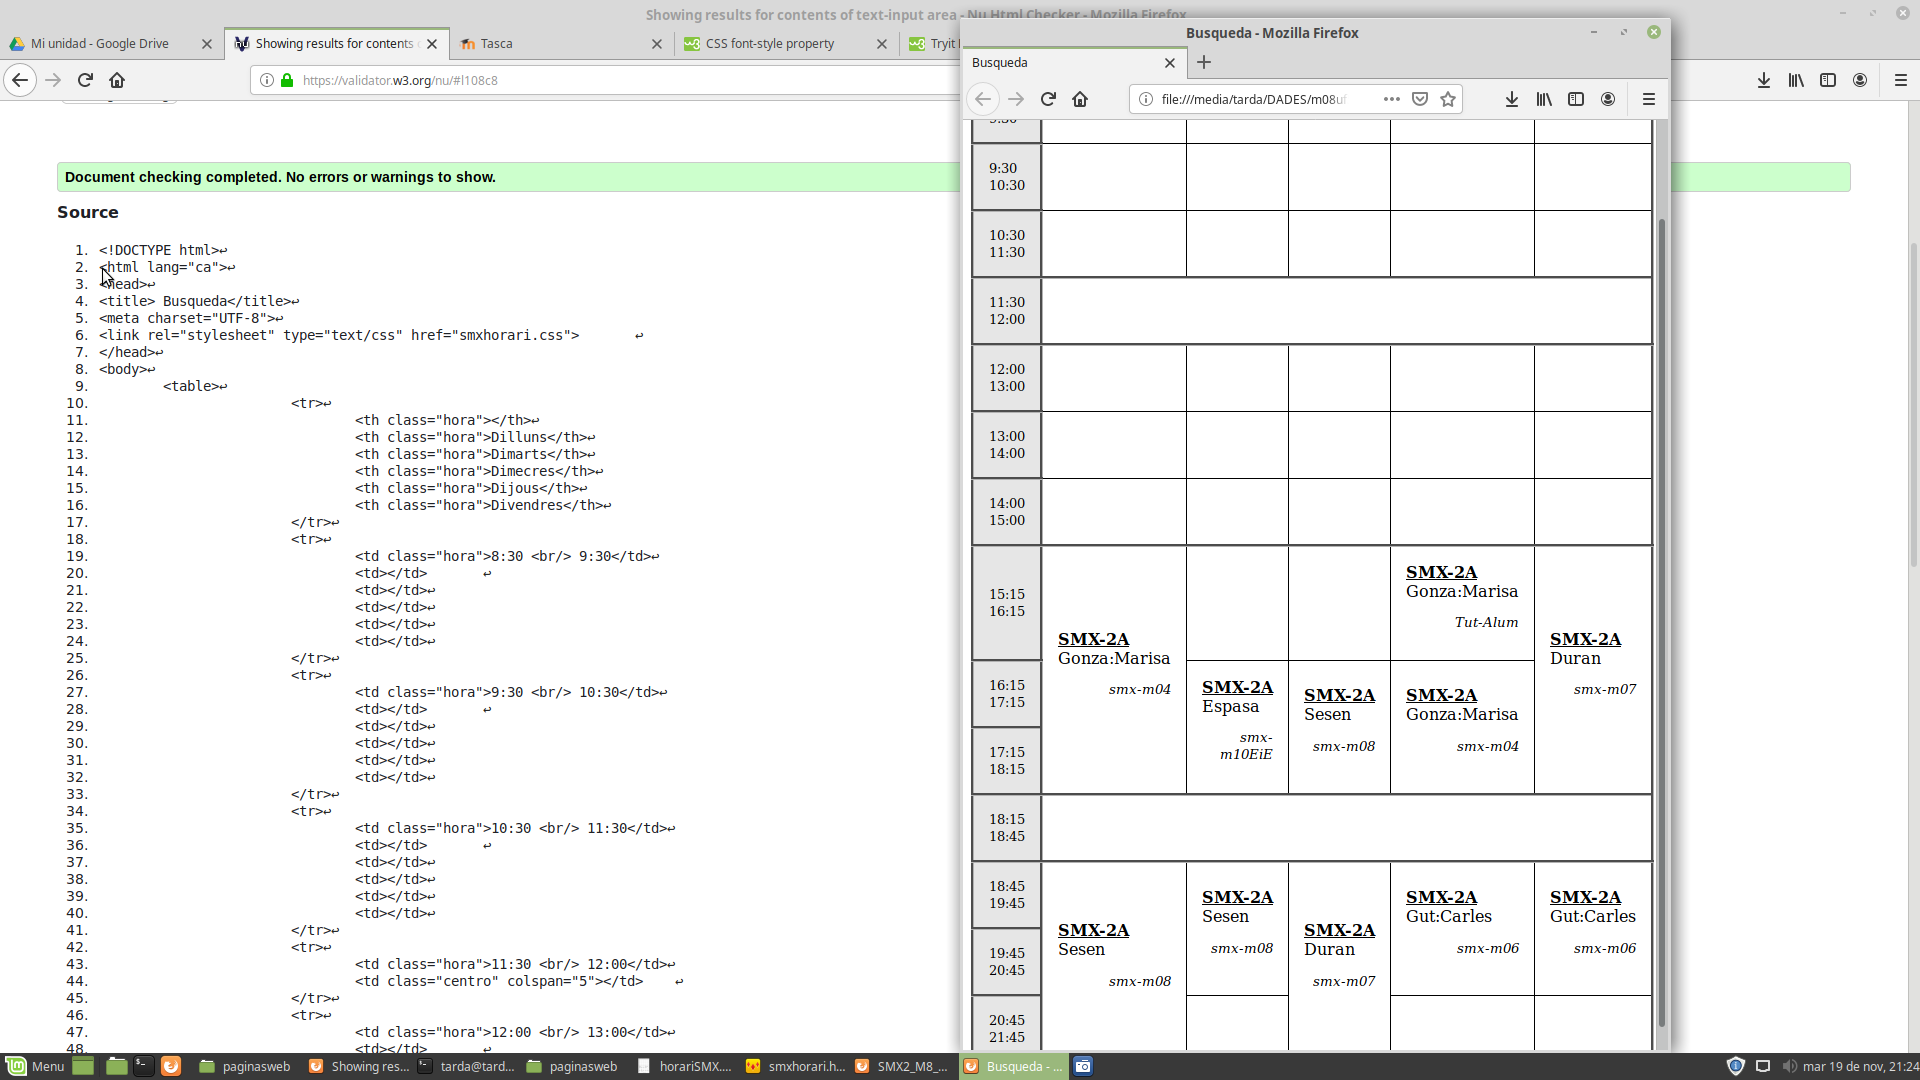 Showing results for contents of text-input area - Nu Html Checker - Mozilla Firefox
Mi unidad - Google Drive
Showing results for contents
Tasca
CSS font-style property
Tryit
https://validator.w3.org/nu/#l108c8
Document checking completed. No errors or warnings to show.
Source
1. <!DOCTYPE html>↩
2. <html lang="ca">↩
3. <head>↩
4. <title> Busqueda</title>↩
5. <meta charset="UTF-8">↩
6. <link rel="stylesheet" type="text/css" href="smxhorari.css"> ↩
7. </head>↩
8. <body>↩
9. <table>↩
10. <tr>↩
11. <th class="hora"></th>↩
12. <th class="hora">Dilluns</th>↩
13. <th class="hora">Dimarts</th>↩
14. <th class="hora">Dimecres</th>↩
15. <th class="hora">Dijous</th>↩
16. <th class="hora">Divendres</th>↩
17. </tr>↩
18. <tr>↩
19. <td class="hora">8:30 <br/> 9:30</td>↩
20. <td></td> ↩
21. <td></td>↩
22. <td></td>↩
23. <td></td>↩
24. <td></td>↩
25. </tr>↩
26. <tr>↩
27. <td class="hora">9:30 <br/> 10:30</td>↩
28. <td></td> ↩
29. <td></td>↩
30. <td></td>↩
31. <td></td>↩
32. <td></td>↩
33. </tr>↩
34. <tr>↩
35. <td class="hora">10:30 <br/> 11:30</td>↩
36. <td></td> ↩
37. <td></td>↩
38. <td></td>↩
39. <td></td>↩
40. <td></td>↩
41. </tr>↩
42. <tr>↩
43. <td class="hora">11:30 <br/> 12:00</td>↩
44. <td class="centro" colspan="5"></td> ↩
45. </tr>↩
46. <tr>↩
47. <td class="hora">12:00 <br/> 13:00</td>↩
48. <td></td> ↩
Busqueda - Mozilla Firefox
Busqueda
file:///media/tarda/DADES/m08uf
9:30
10:30
10:30
11:30
11:30
12:00
12:00
13:00
13:00
14:00
14:00
15:00
15:15
16:15
16:15
17:15
17:15
18:15
SMX-2A
Gonza:Marisa
smx-m04
SMX-2A
Espasa
smx-
m10EiE
SMX-2A
Sesen
smx-m08
SMX-2A
Gonza:Marisa
Tut-Alum
SMX-2A
Gonza:Marisa
smx-m04
SMX-2A
Duran
smx-m07
18:15
18:45
18:45
19:45
19:45
20:45
20:45
21:45
SMX-2A
Sesen
smx-m08
SMX-2A
Sesen
smx-m08
SMX-2A
Duran
smx-m07
SMX-2A
Gut:Carles
smx-m06
SMX-2A
Gut:Carles
smx-m06
Menu
paginasweb
Showing res...
tarda@tard...
paginasweb
horariSMX....
smxhorari.h...
SMX2_M8_...
Busqueda - ...
mar 19 de nov, 21:24